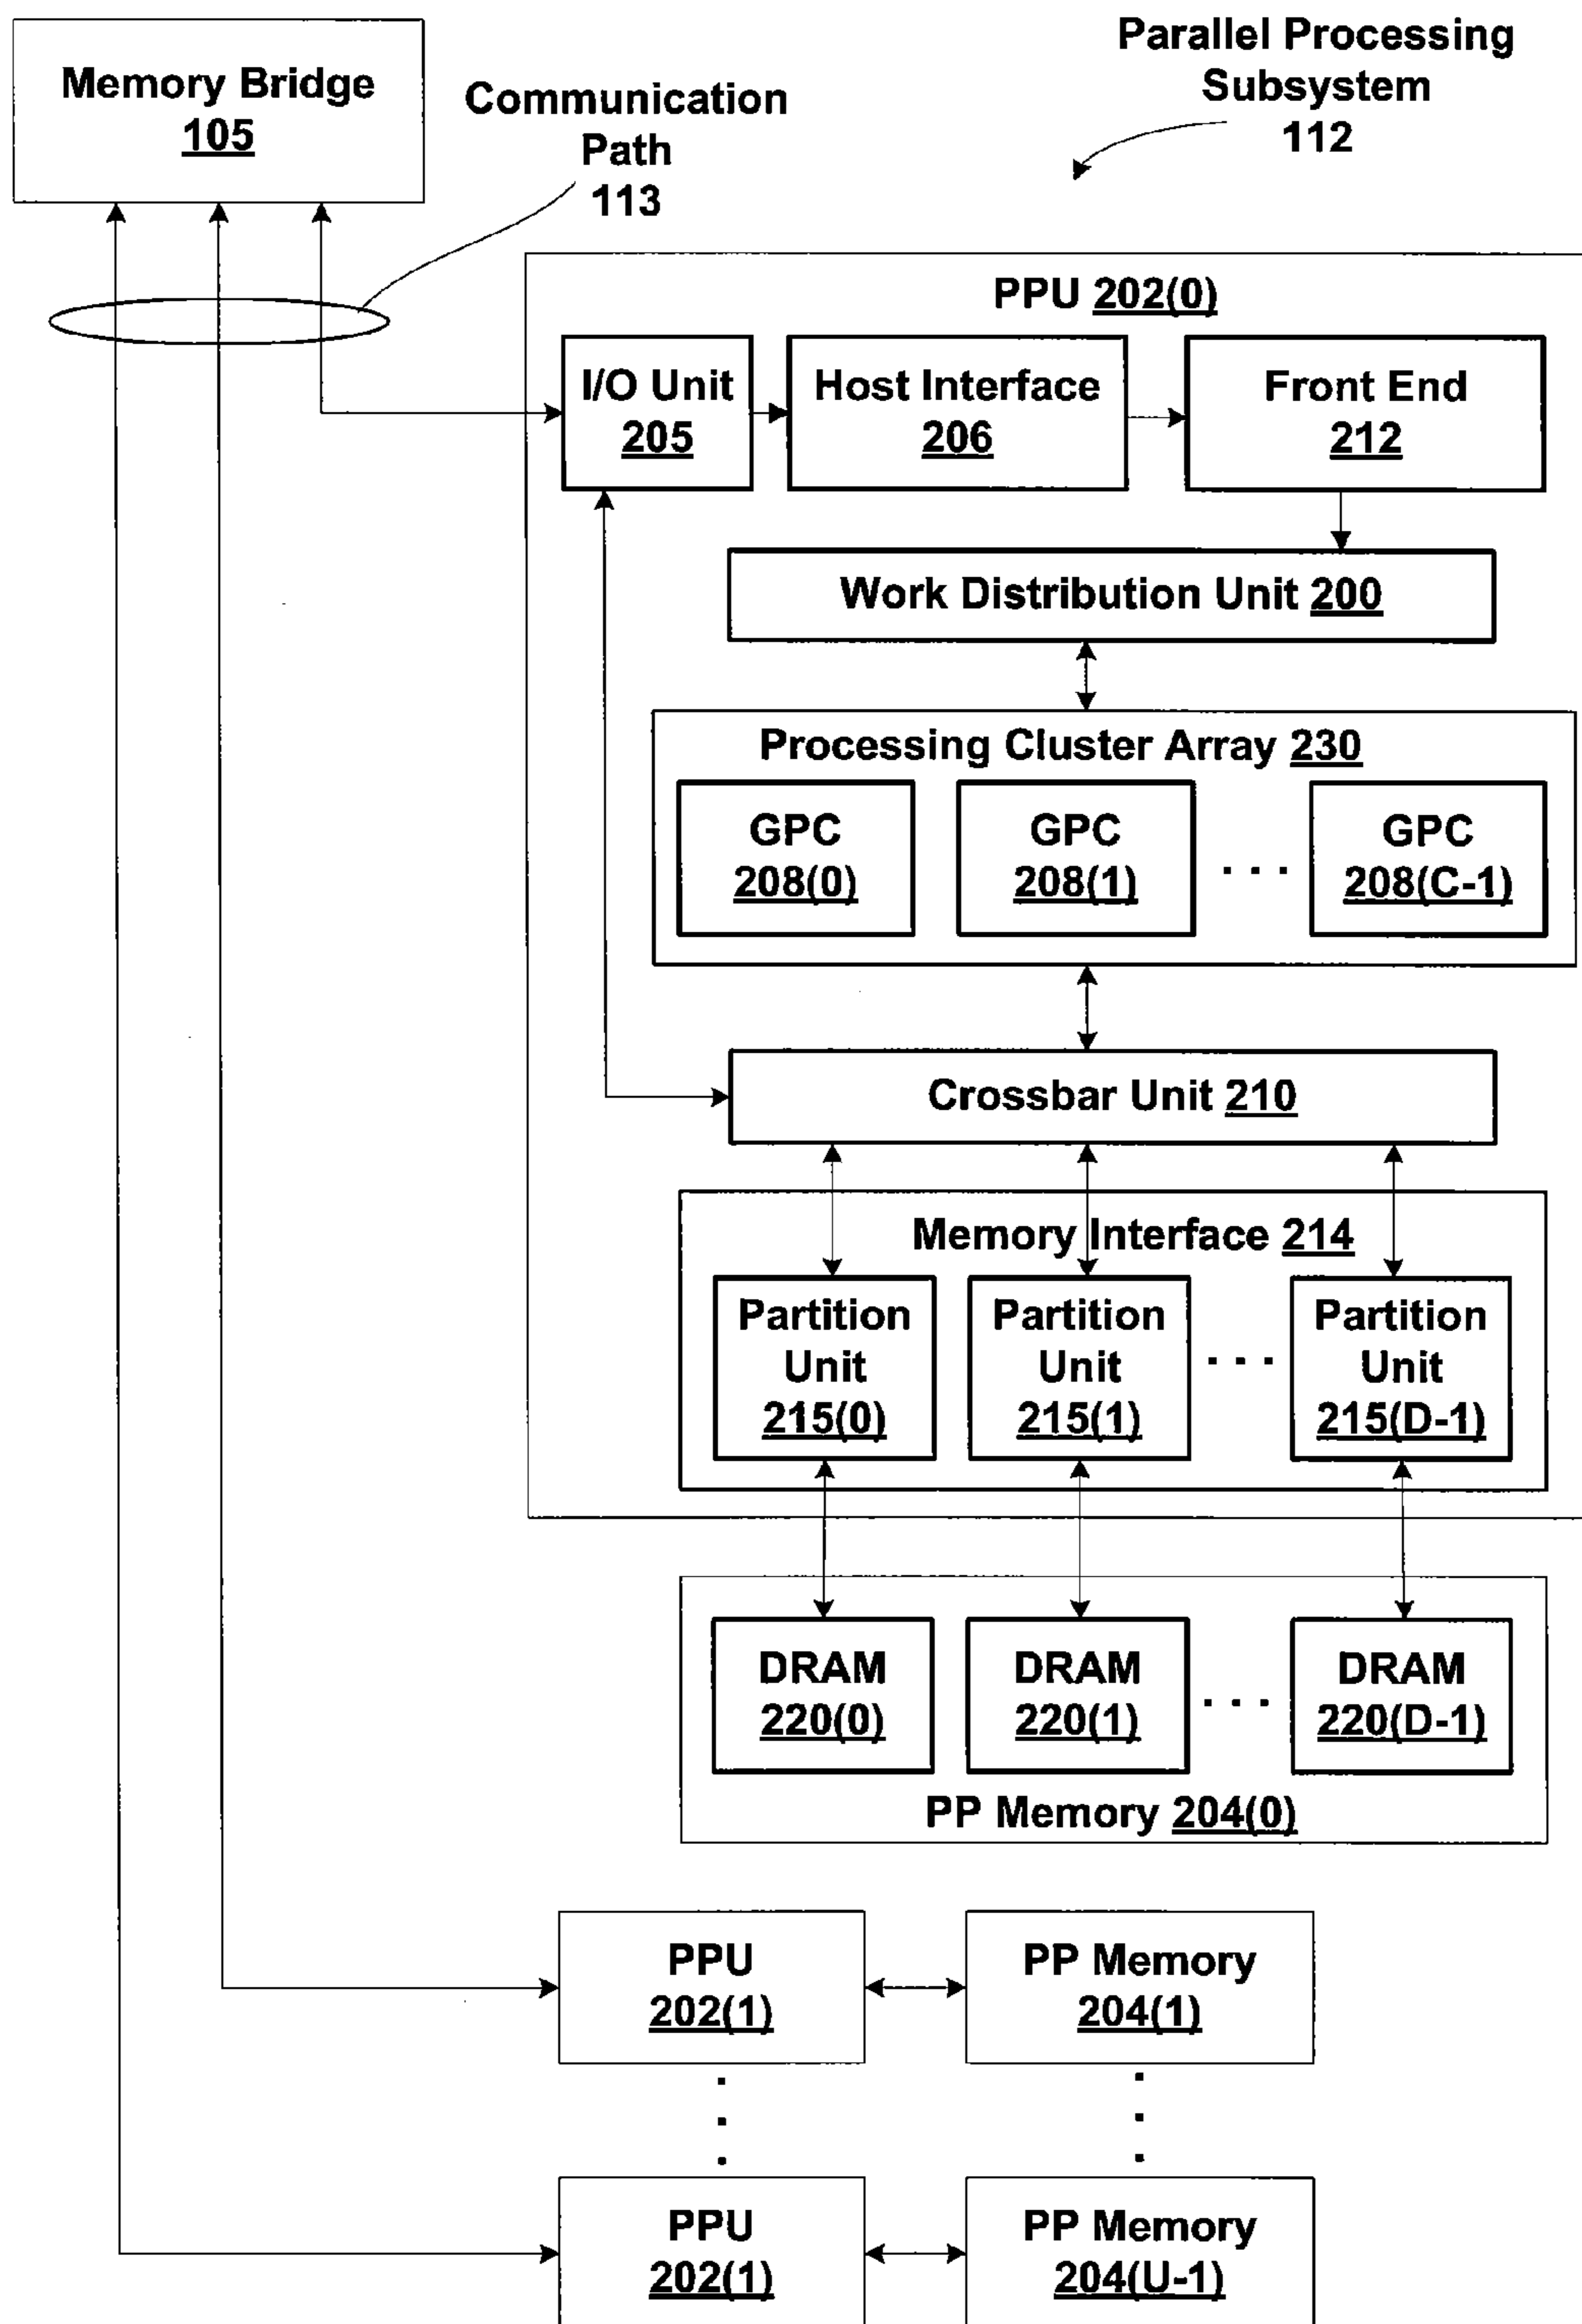 Memory Bridge
105
Communication
Path
113
Parallel Processing
Subsystem
112
PPU 202(0)
I/O Unit
205
Host Interface
206
Front End
212
Work Distribution Unit 200
Processing Cluster Array 230
GPC
208(0)
GPC
208(1)
. . .
GPC
208(C-1)
Crossbar Unit 210
Memory Interface 214
Partition
Unit
215(0)
Partition
Unit
215(1)
. . .
Partition
Unit
215(D-1)
DRAM
220(0)
DRAM
220(1)
. . .
DRAM
220(D-1)
PP Memory 204(0)
PPU
202(1)
PP Memory
204(1)
PPU
202(1)
PP Memory
204(U-1)